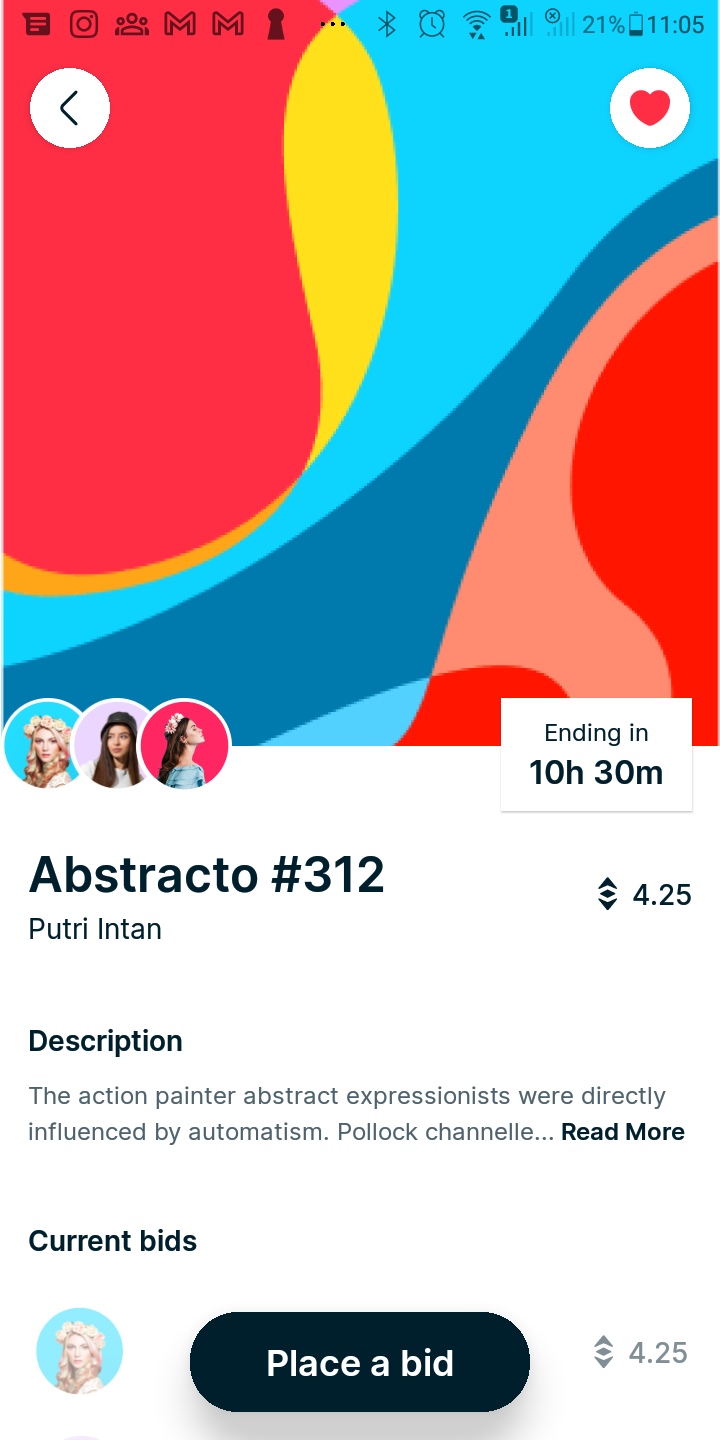 1
21%
11:05
Ending in
10h 30m
Abstracto #312
4.25
Putri Intan
Description
The action painter abstract expressionists were directly
influenced by automatism. Pollock channelle... Read More
Current bids
Place a bid
4.25